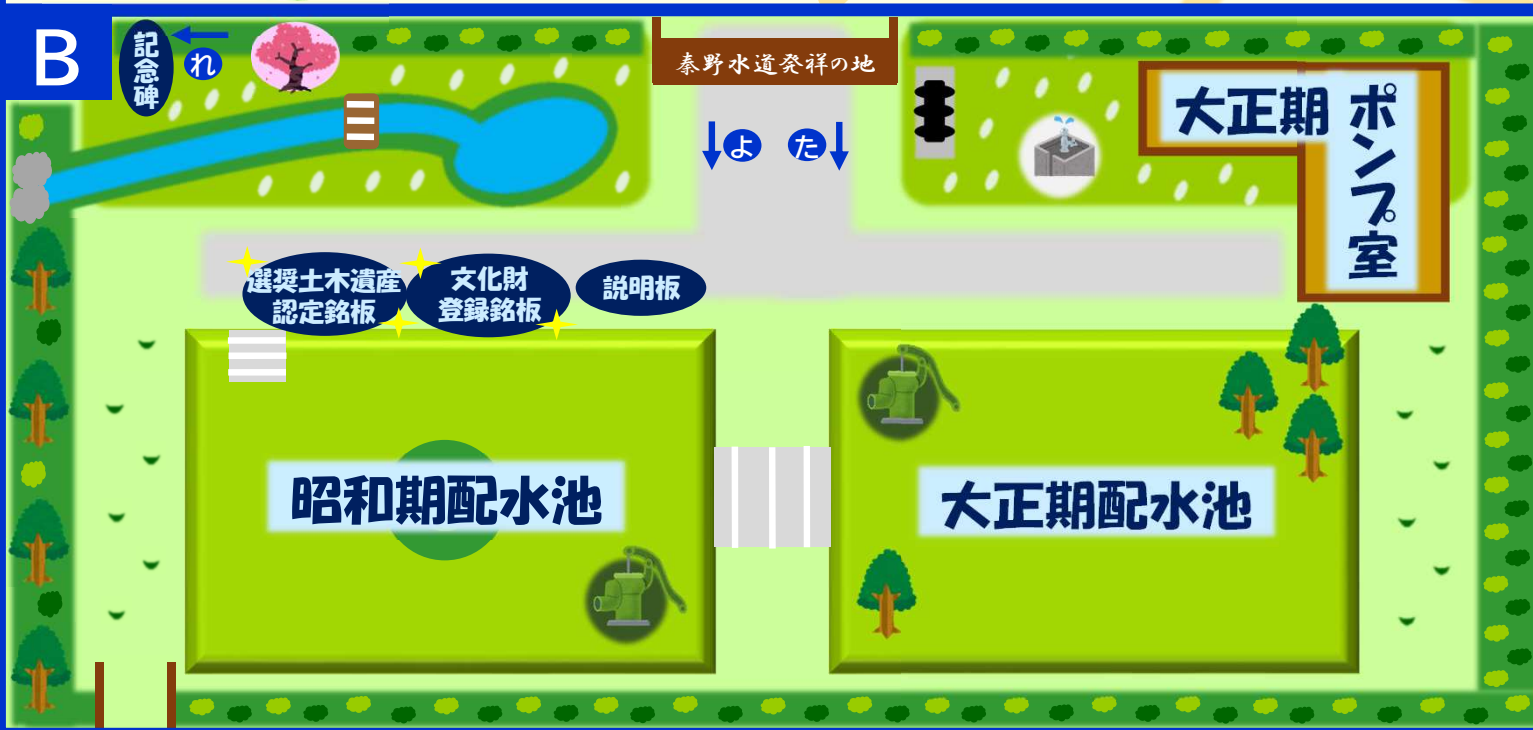 B
記念碑
れ
秦野水道発祥の地
よ
た
大正期
ポンプ室
選奨土木遺産
認定銘板
文化財
登録銘板
説明板
昭和期配水池
大正期配水池